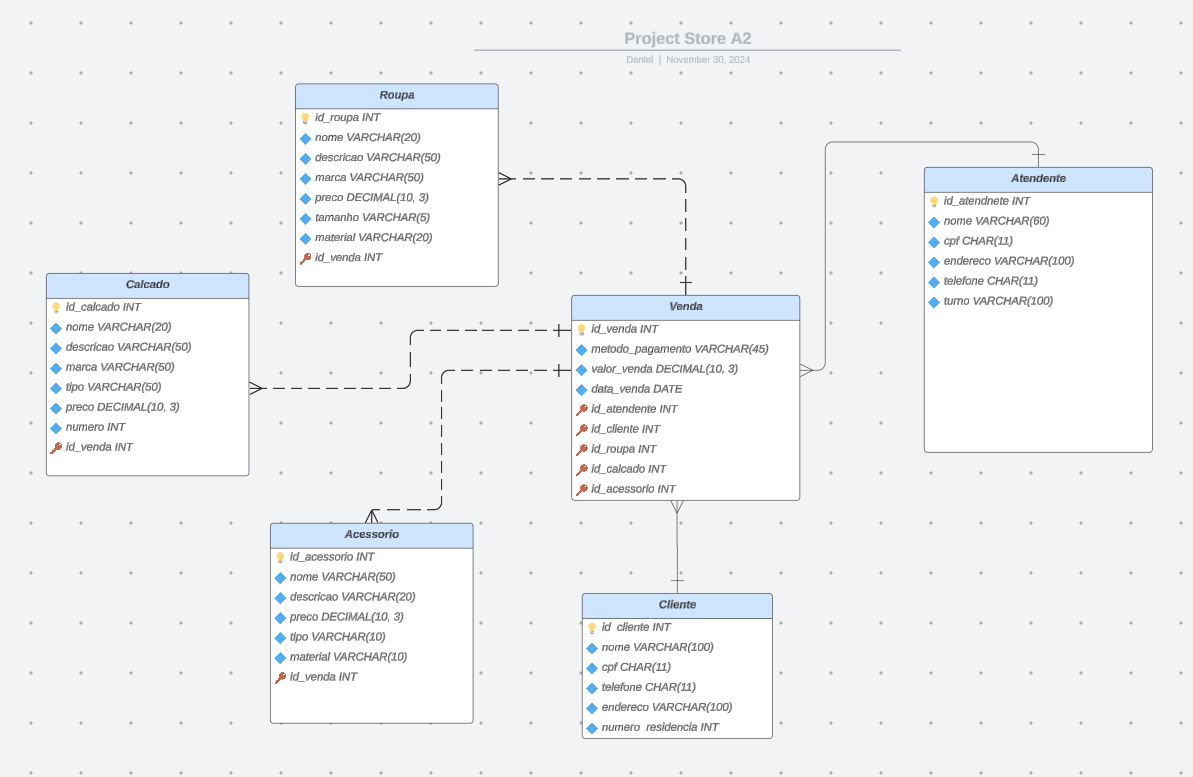 Project Store A2
Daniel | November 30, 2024
Roupa
id_roupa INT
nome VARCHAR(20)
descricao VARCHAR(50)
marca VARCHAR(50)
preco DECIMAL(10, 3)
tamanho VARCHAR(5)
material VARCHAR(20)
id_venda INT
Atendente
id_atendnete INT
nome VARCHAR(60)
cpf CHAR(11)
endereco VARCHAR(100)
telefone CHAR(11)
turno VARCHAR(100)
Calcado
id_calcado INT
nome VARCHAR(20)
descricao VARCHAR(50)
marca VARCHAR(50)
tipo VARCHAR(50)
preco DECIMAL(10, 3)
numero INT
id_venda INT
Venda
id_venda INT
metodo_pagamento VARCHAR(45)
valor_venda DECIMAL(10, 3)
data_venda DATE
id_atendente INT
id_cliente INT
id_roupa INT
id_calcado INT
id_acessorio INT
Acessorio
id_acessorio INT
nome VARCHAR(50)
descricao VARCHAR(20)
preco DECIMAL(10, 3)
tipo VARCHAR(10)
material VARCHAR(10)
id_venda INT
Cliente
id_cliente INT
nome VARCHAR(100)
cpf CHAR(11)
telefone CHAR(11)
endereco VARCHAR(100)
numero_residencia INT